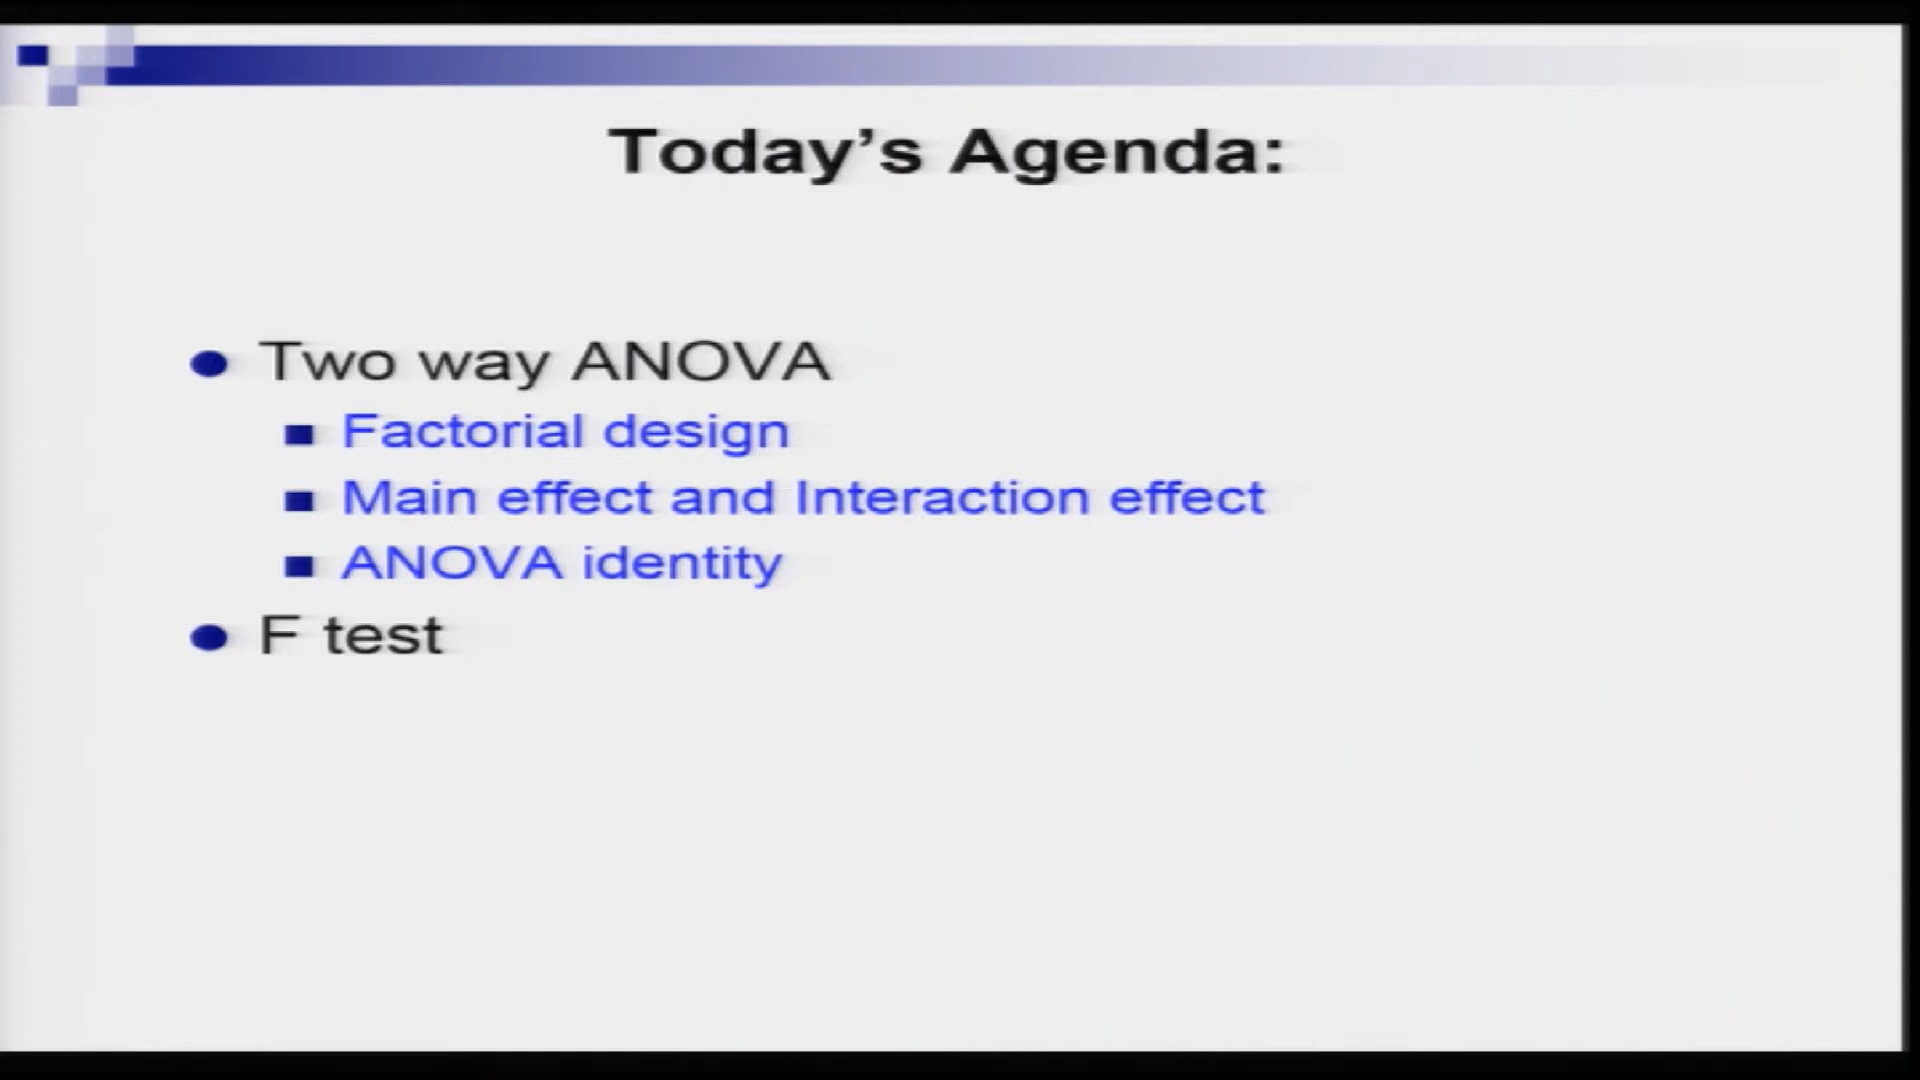 Today’s Agenda:
Two way ANOVA
Factorial design
Main effect and Interaction effect
ANOVA identity
F test